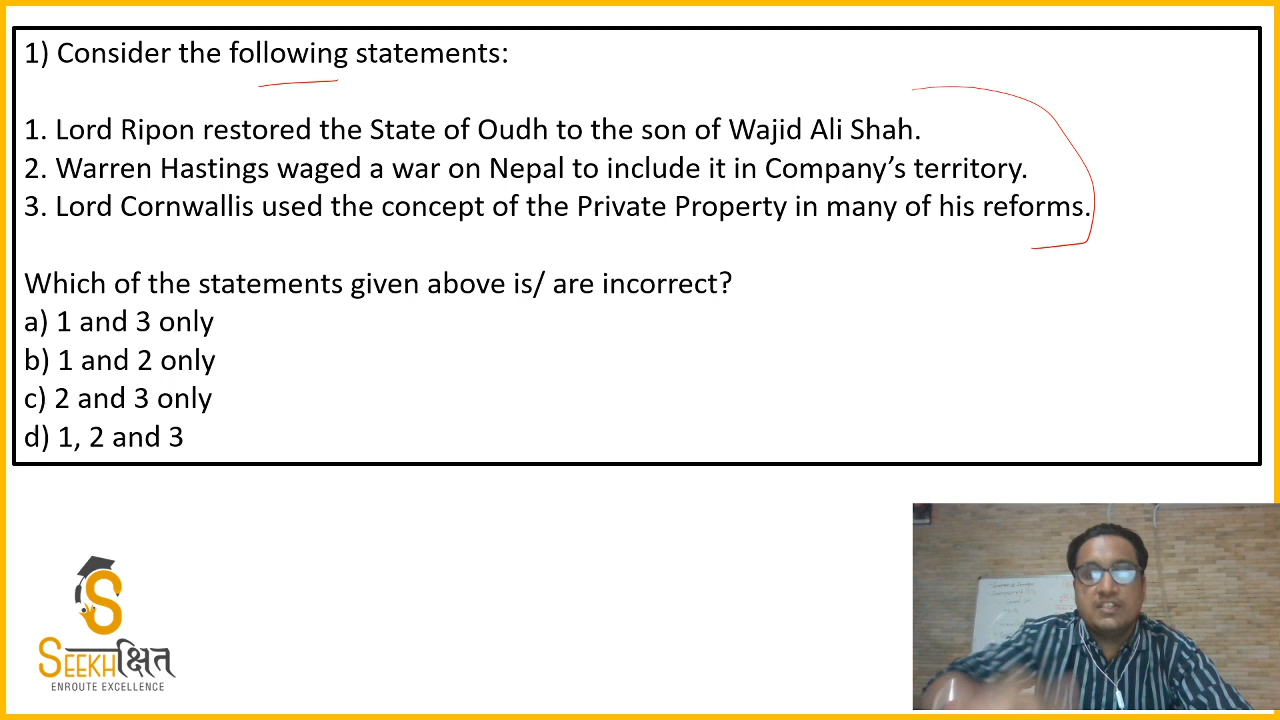 1) Consider the following statements:
1. Lord Ripon restored the State of Oudh to the son of Wajid Ali Shah.
2. Warren Hastings waged a war on Nepal to include it in Company’s territory.
3. Lord Cornwallis used the concept of the Private Property in many of his reforms.
Which of the statements given above is/ are incorrect?
a) 1 and 3 only
b) 1 and 2 only
c) 2 and 3 only
d) 1, 2 and 3
S
SEEKHक्षित्
ENROUTE EXCELLENCE